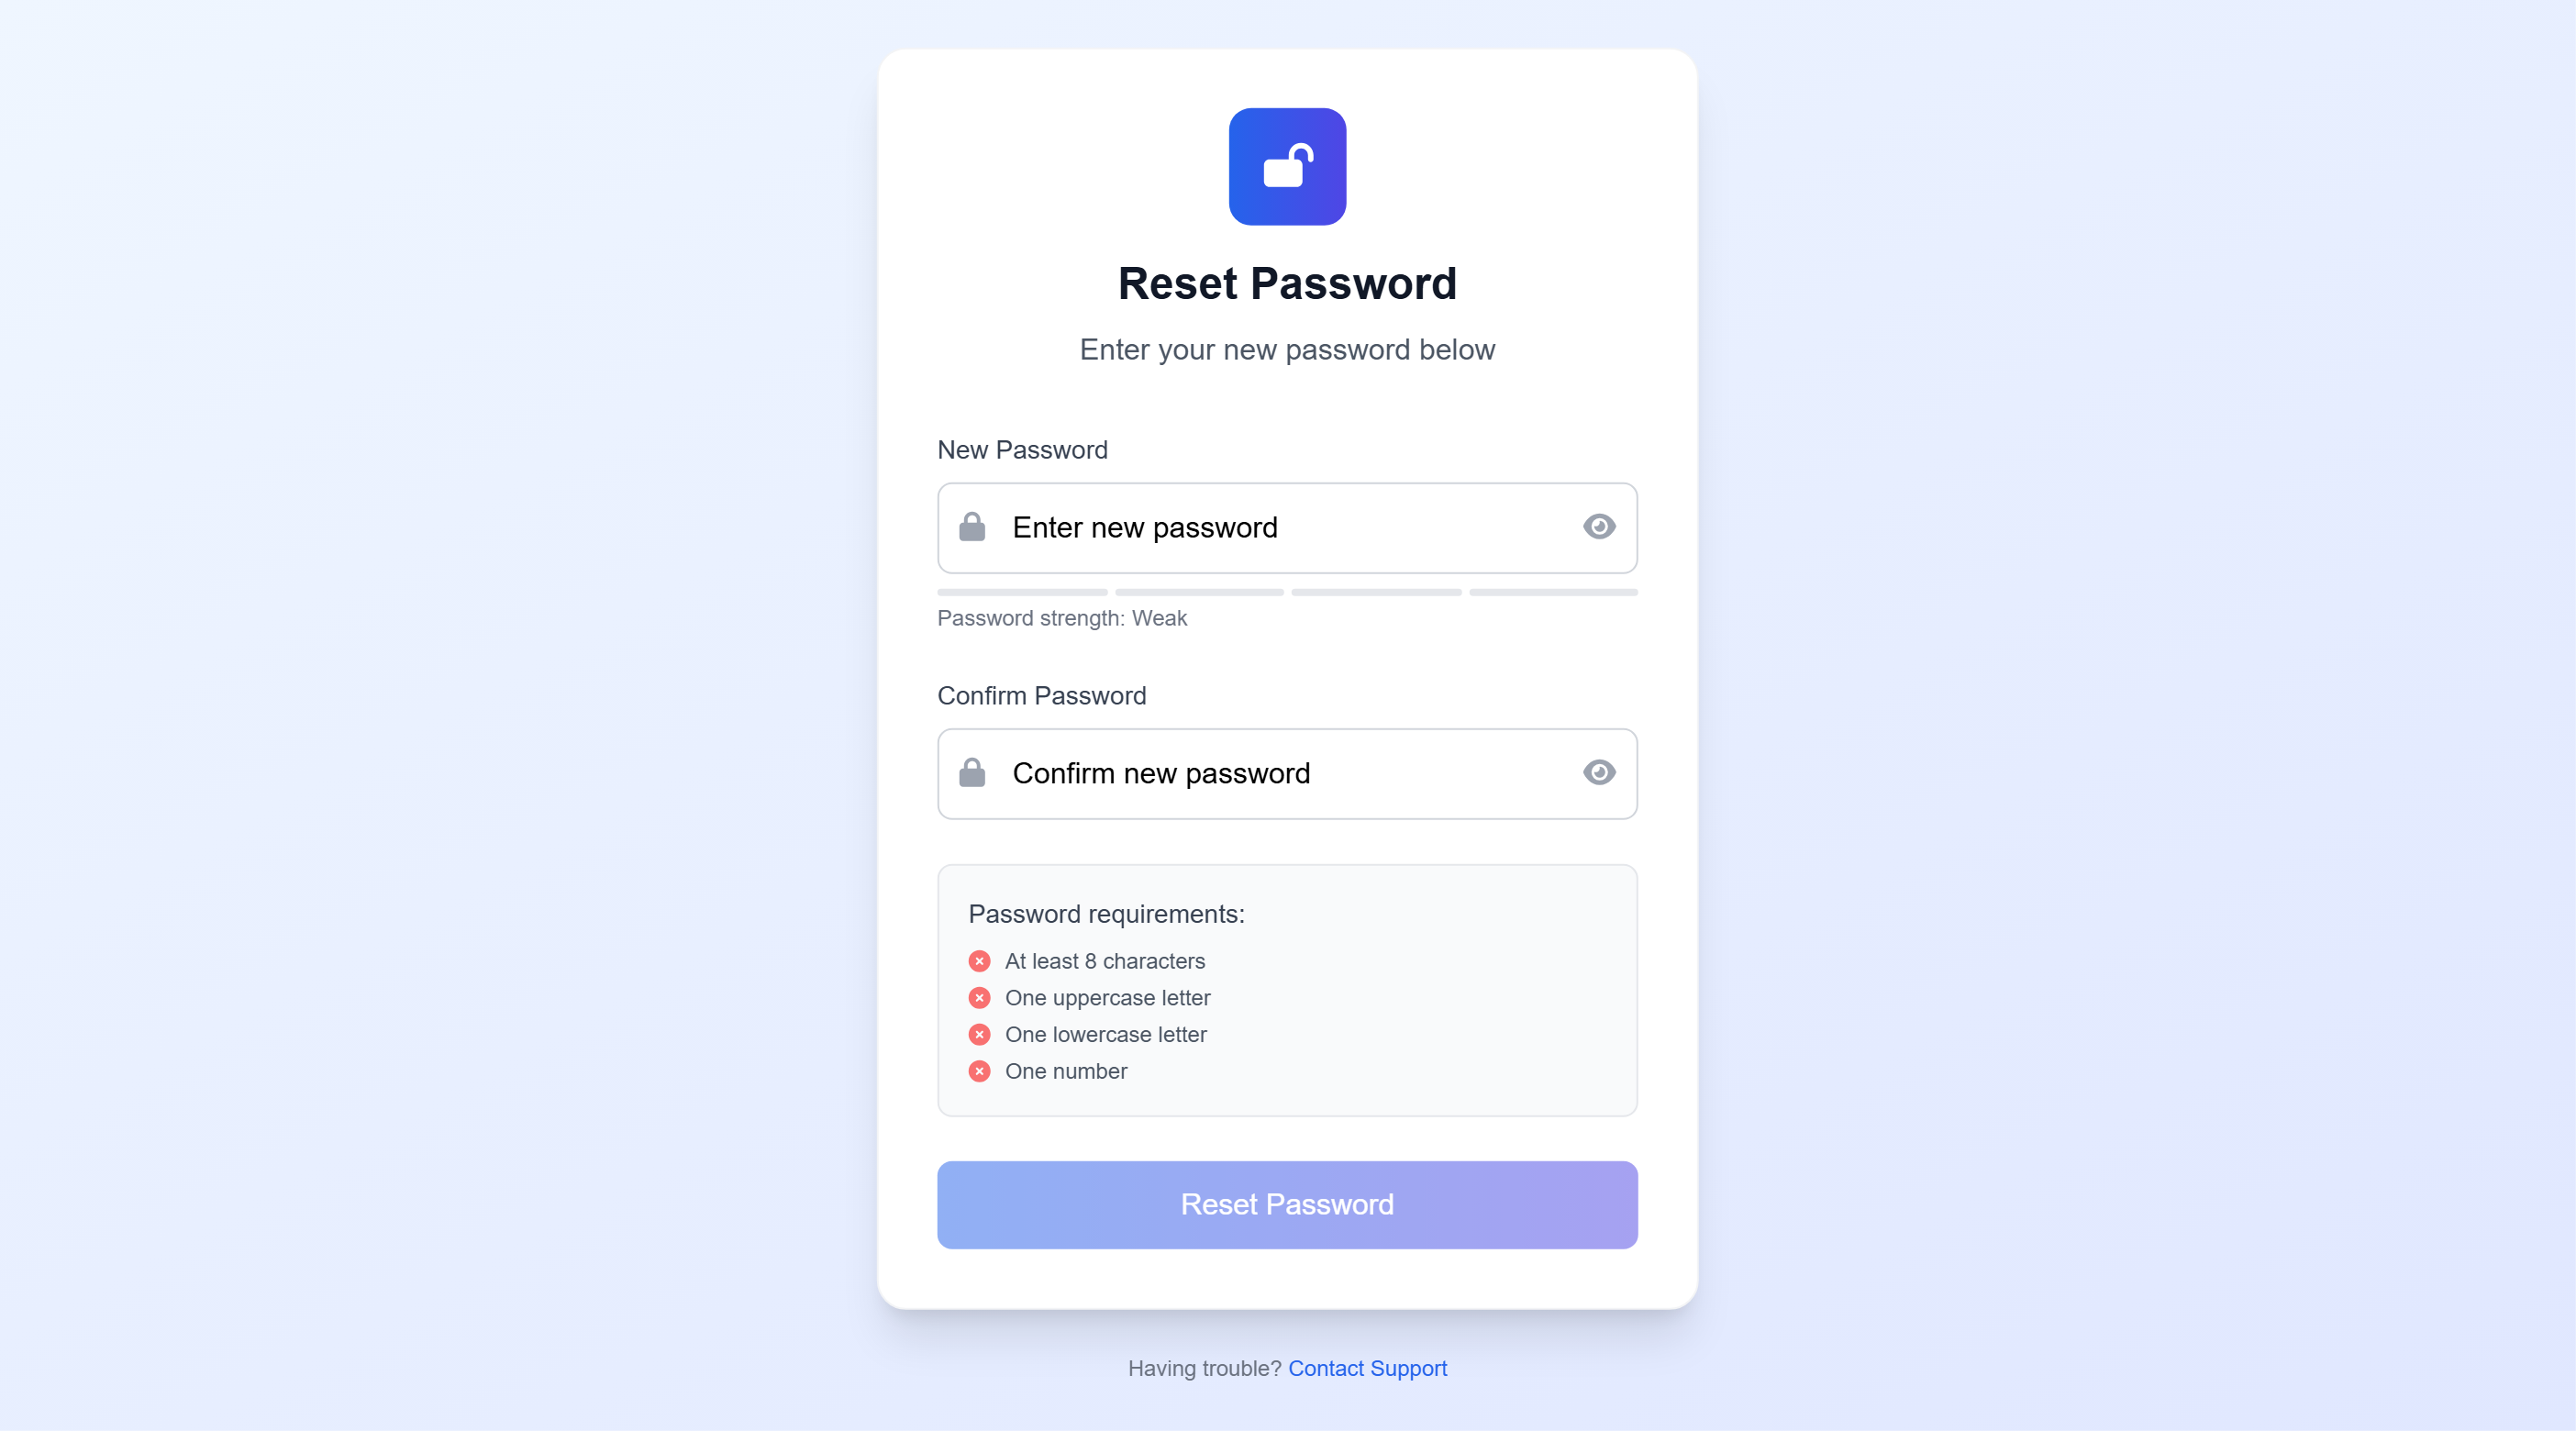 Reset Password
Enter your new password below
New Password
Enter new password
Password strength: Weak
Confirm Password
Confirm new password
Password requirements:
At least 8 characters
One uppercase letter
One lowercase letter
One number
Reset Password
Having trouble? Contact Support